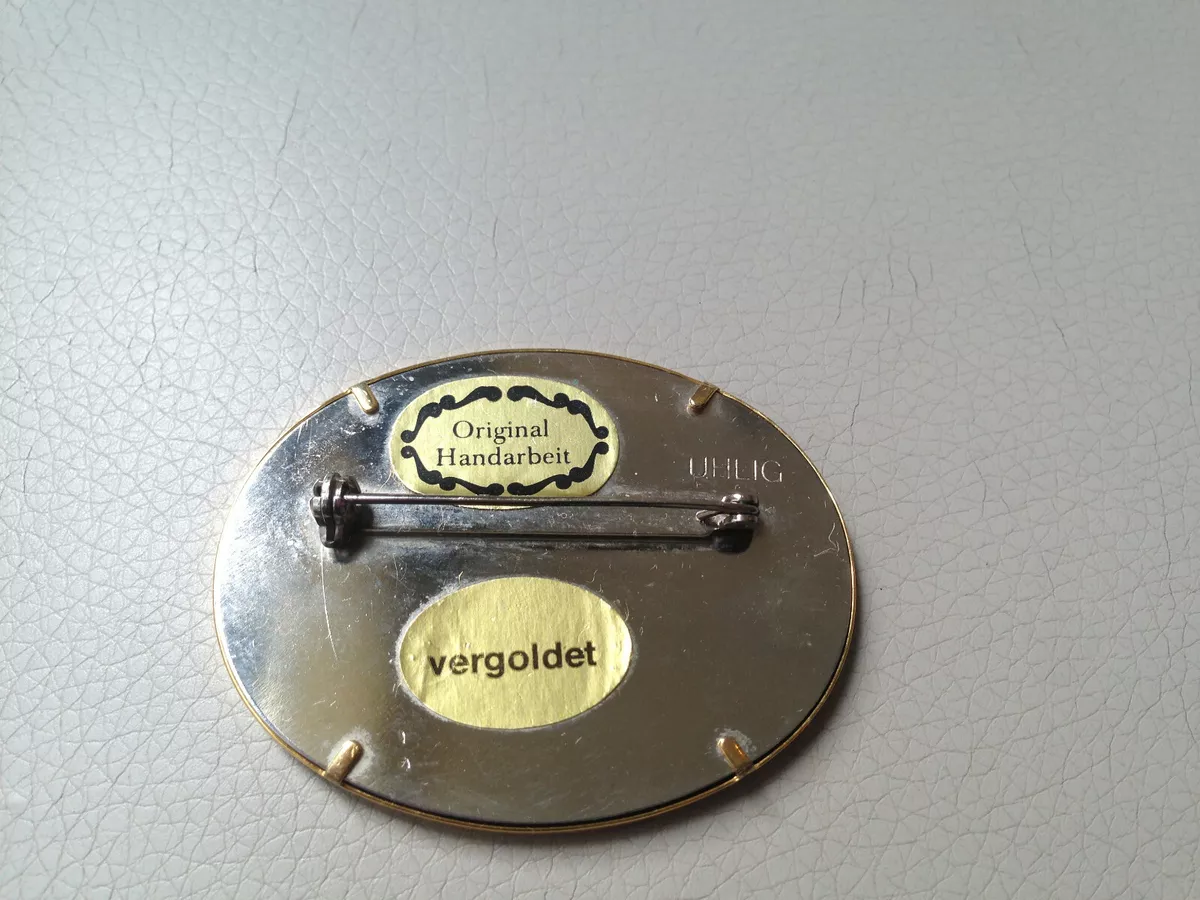 Original
Handarbeit
UHLIG
vergoldet